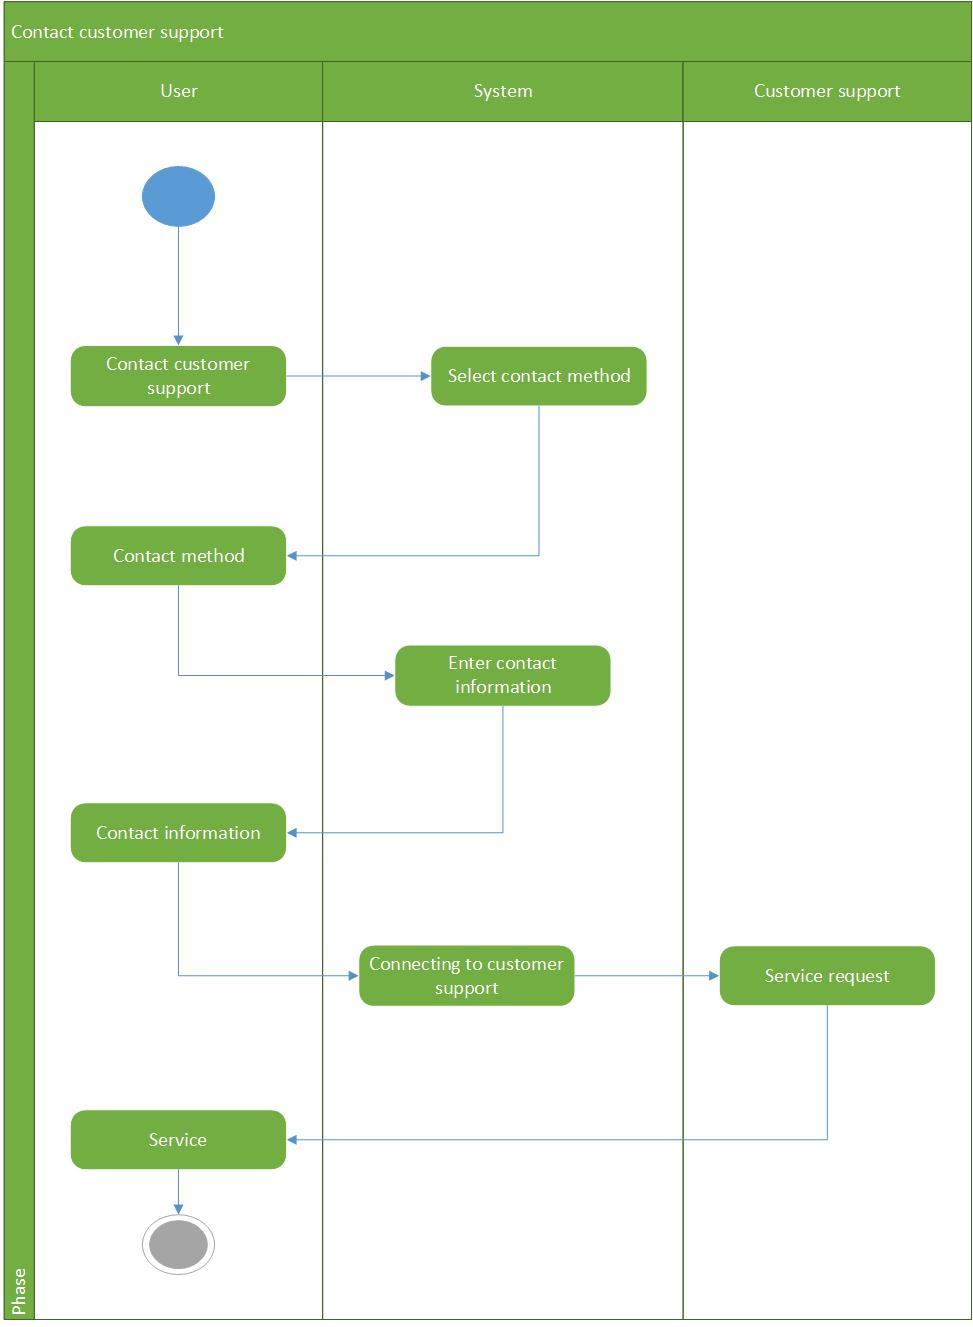 Contact customer support
User
System
Customer support
Contact customer
support
Select contact method
Contact method
Enter contact
information
Contact information
Connecting to customer
support
Service request
Service
Phase